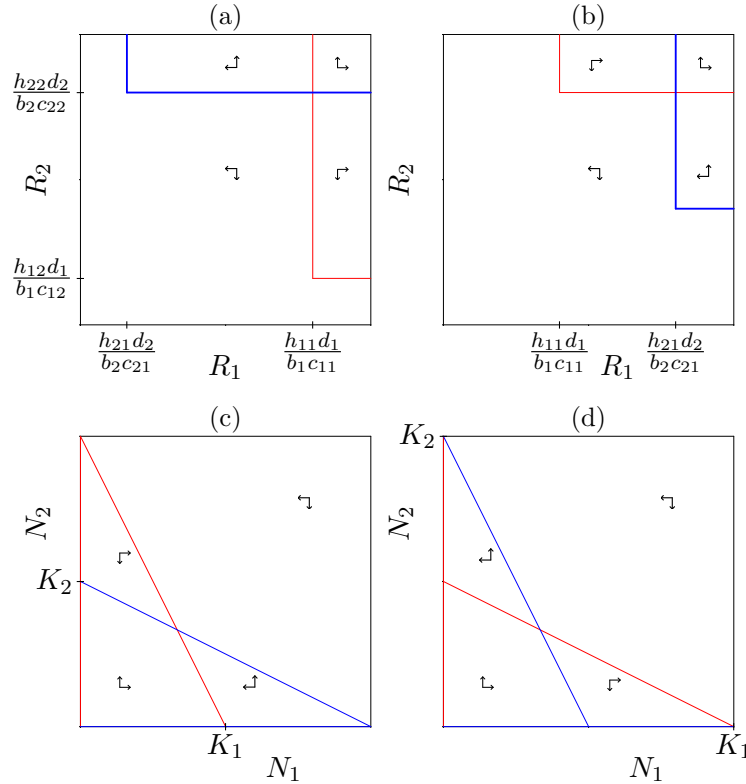 (a)
(b)
h22d2
b2c22
R2
h12d1
b1c12
h21d2
b2c21
R1
h11d1
b1c11
R2
h11d1
b1c11
R1
h21d2
b2c21
(c)
(d)
N2
K2
K1
N1
K2
N2
N1
K1